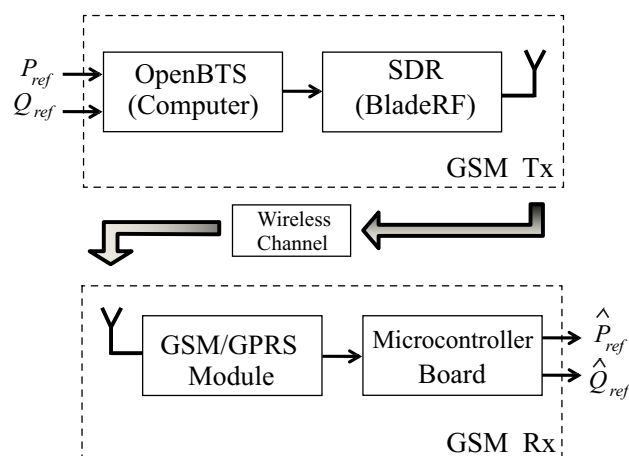 P_ref
Q_ref
OpenBTS
(Computer)
SDR
(BladeRF)
GSM Tx
Wireless
Channel
GSM/GPRS
Module
Microcontroller
Board
P̂_ref
Q̂_ref
GSM Rx